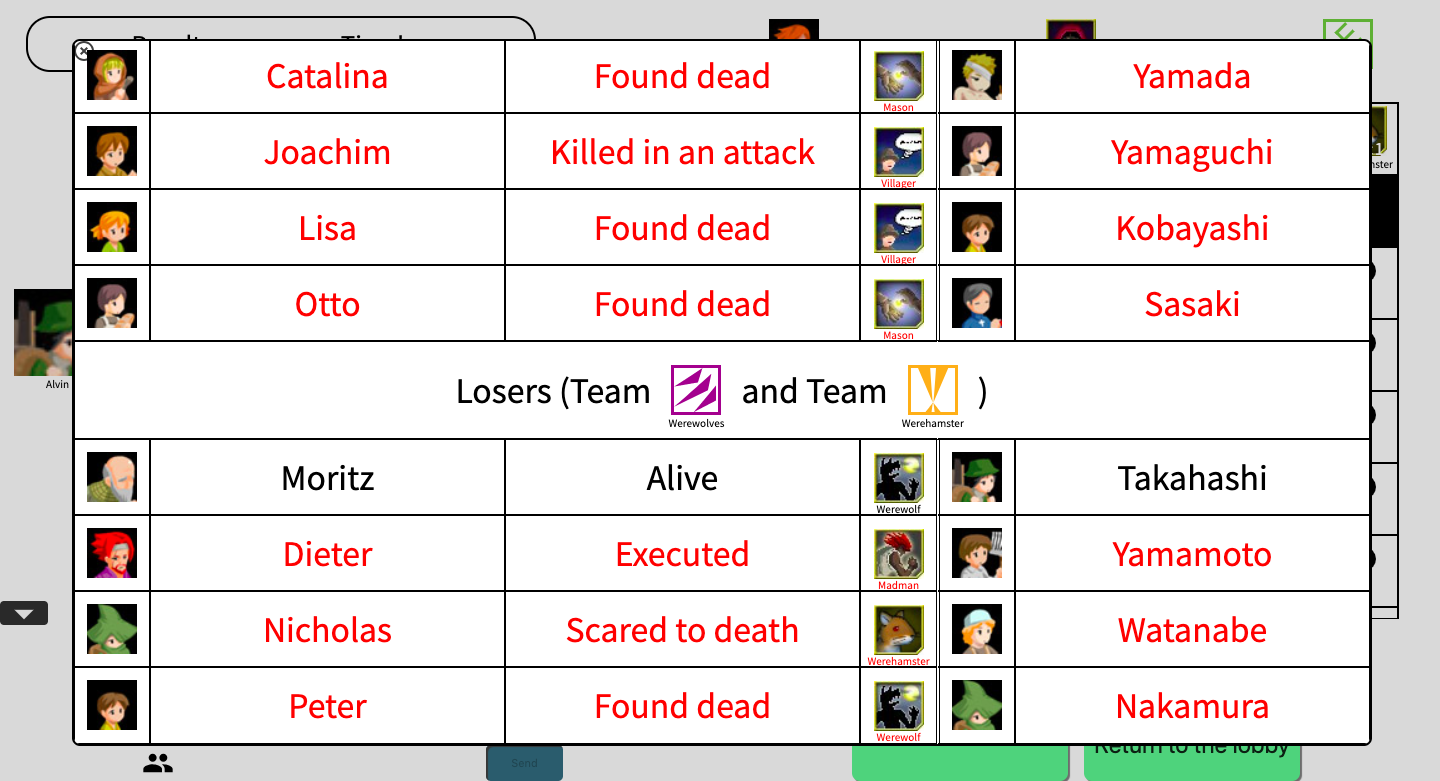 Catalina Found dead Mason Yamada
Joachim Killed in an attack Villager Yamaguchi
Lisa Found dead Villager Kobayashi
Otto Found dead Mason Sasaki
Alvin
Losers (Team Werewolves and Team Werehamster )
Moritz Alive Werewolf Takahashi
Dieter Executed Madman Yamamoto
Nicholas Scared to death Werehamster Watanabe
Peter Found dead Werewolf Nakamura
Send
Return to the lobby